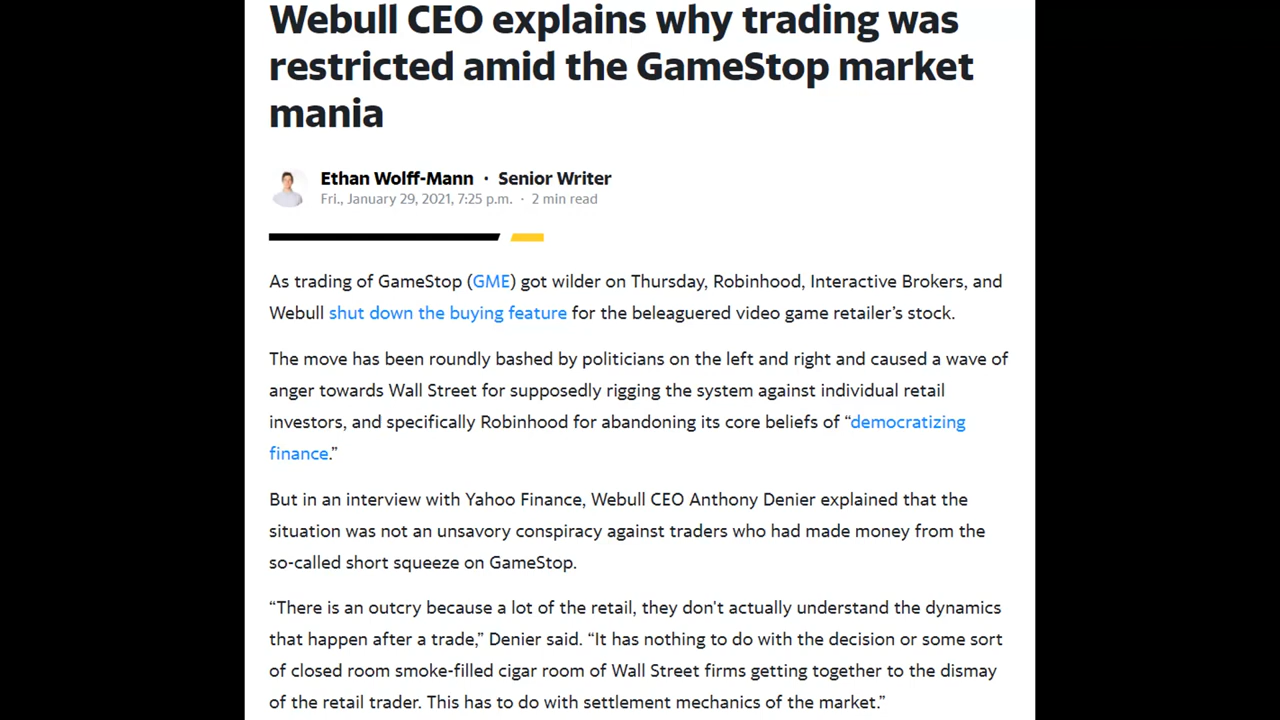 Webull CEO explains why trading was
restricted amid the GameStop market
mania
Ethan Wolff-Mann · Senior Writer
Fri., January 29, 2021, 7:25 p.m. · 2 min read
As trading of GameStop (GME) got wilder on Thursday, Robinhood, Interactive Brokers, and
Webull shut down the buying feature for the beleaguered video game retailer’s stock.
The move has been roundly bashed by politicians on the left and right and caused a wave of
anger towards Wall Street for supposedly rigging the system against individual retail
investors, and specifically Robinhood for abandoning its core beliefs of “democratizing
finance.”
But in an interview with Yahoo Finance, Webull CEO Anthony Denier explained that the
situation was not an unsavory conspiracy against traders who had made money from the
so-called short squeeze on GameStop.
“There is an outcry because a lot of the retail, they don't actually understand the dynamics
that happen after a trade,” Denier said. “It has nothing to do with the decision or some sort
of closed room smoke-filled cigar room of Wall Street firms getting together to the dismay
of the retail trader. This has to do with settlement mechanics of the market.”